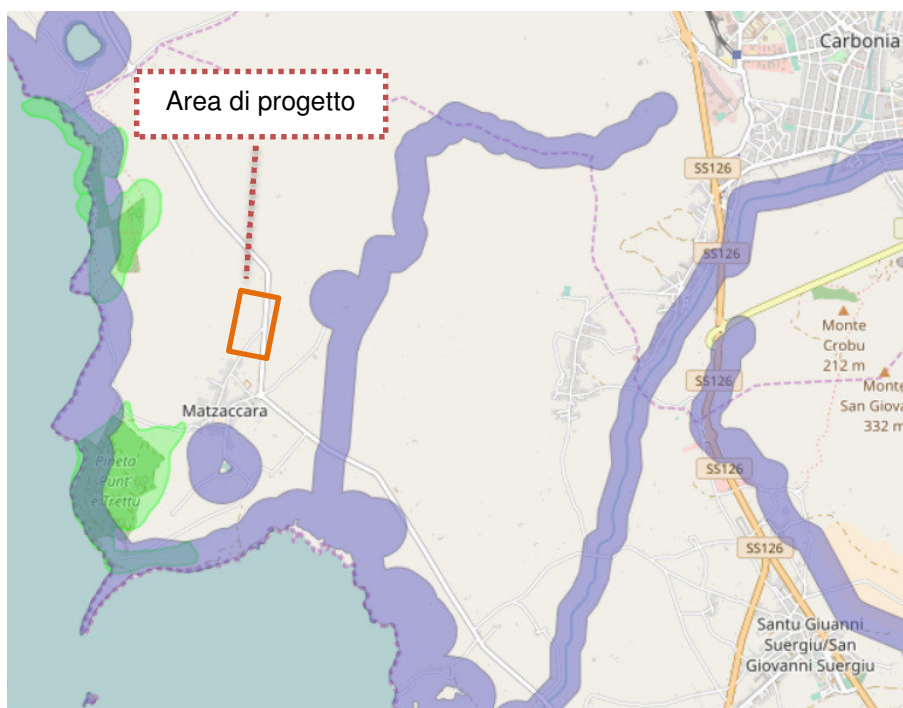 Carbonia
Area di progetto
SS126
SS126
Monte
Crobu
212 m
SS126
Monte
San Giova
332 m
Matzaccara
Pineta
Punt'
e Trettu
SS126
SS126
Santu Giuanni
Suergiu/San
Giovanni Suergiu